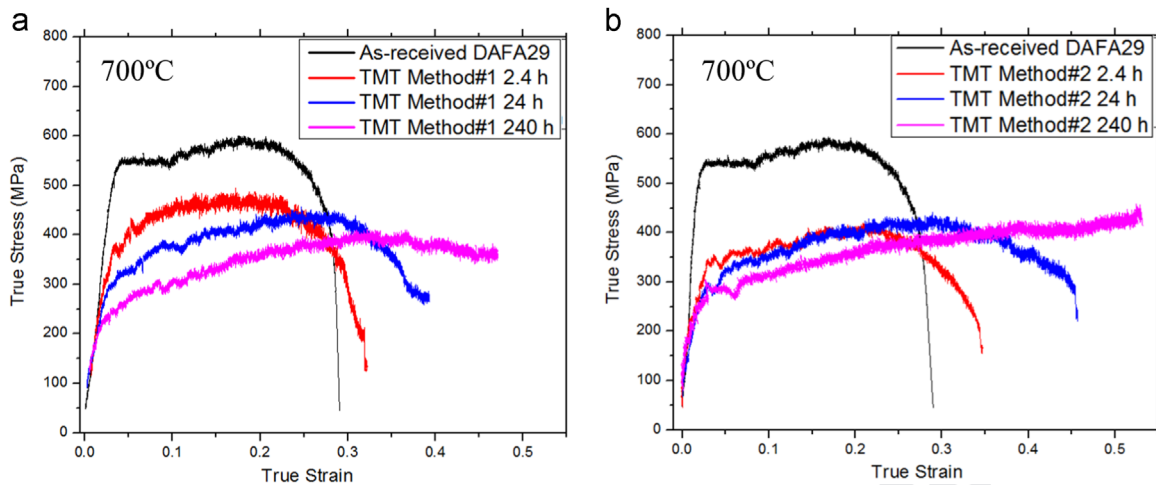 a
As-received DAFA29
TMT Method#1 2.4 h
TMT Method#1 24 h
TMT Method#1 240 h
700ºC
True Stress (MPa)
800
700
600
500
400
300
200
100
0
0.0 0.1 0.2 0.3 0.4 0.5
True Strain
b
As-received DAFA29
TMT Method#2 2.4 h
TMT Method#2 24 h
TMT Method#2 240 h
700ºC
True Stress (MPa)
800
700
600
500
400
300
200
100
0
0.0 0.1 0.2 0.3 0.4 0.5
True Strain